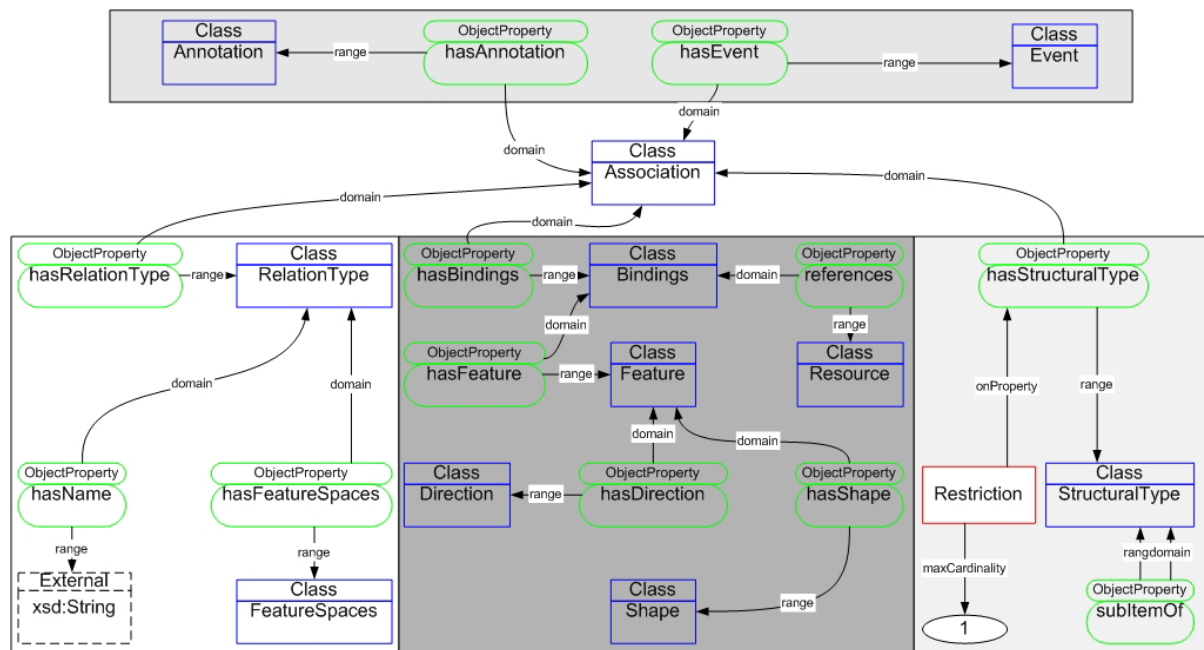 Class
Annotation
range
ObjectProperty
hasAnnotation
ObjectProperty
hasEvent
range
Class
Event
domain
domain
Class
Association
domain
domain
domain
ObjectProperty
hasRelationType
range
Class
RelationType
domain
domain
ObjectProperty
hasName
range
External
xsd:String
ObjectProperty
hasFeatureSpaces
range
Class
FeatureSpaces
ObjectProperty
hasBindings
range
Class
Bindings
domain
ObjectProperty
references
range
Class
Resource
domain
ObjectProperty
hasFeature
range
Class
Feature
domain
domain
Class
Direction
range
ObjectProperty
hasDirection
ObjectProperty
hasShape
range
Class
Shape
ObjectProperty
hasStructuralType
onProperty
range
Restriction
maxCardinality
1
Class
StructuralType
rang
domain
ObjectProperty
subItemOf